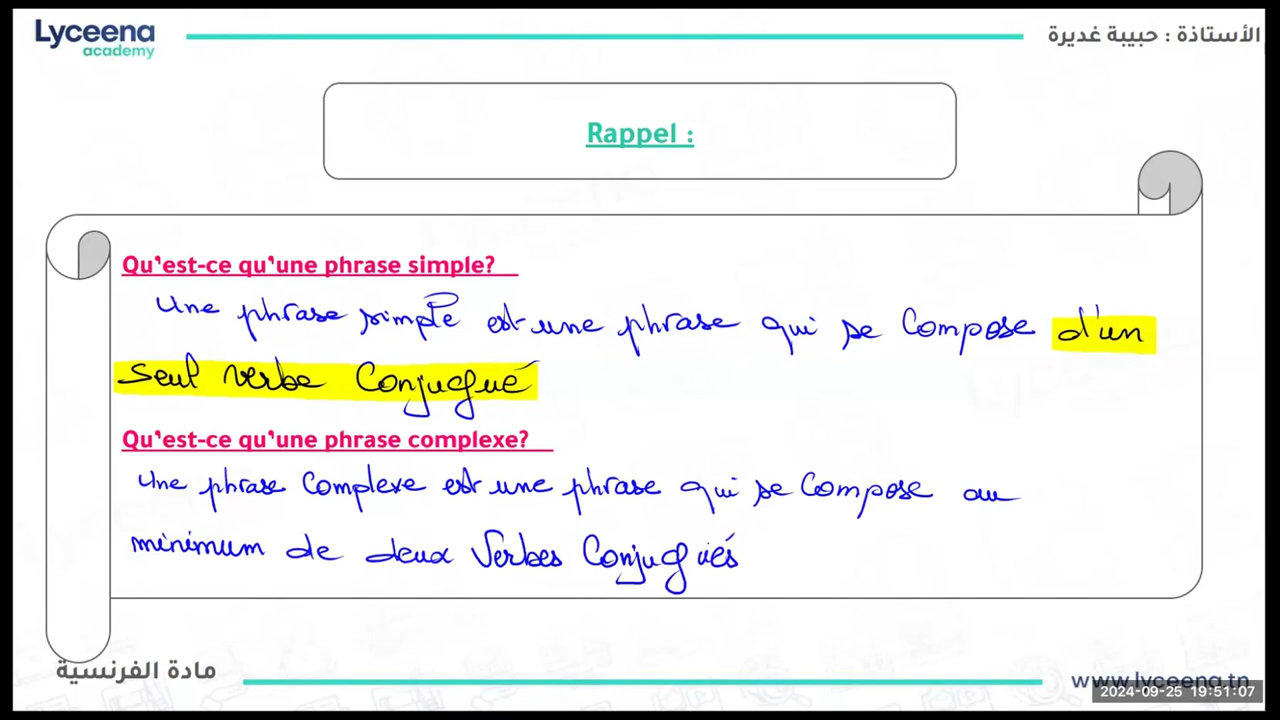 Lyceena
academy
الأستاذة : حبيبة غديرة
Rappel :
Qu'est-ce qu'une phrase simple?
Une phrase simple est une phrase qui se compose d'un
seul verbe conjugué
Qu'est-ce qu'une phrase complexe?
Une phrase complexe est une phrase qui se compose au
minimum de deux verbes conjugués
مادة الفرنسية
www.lyceena.tn
2024-09-25 19:51:07